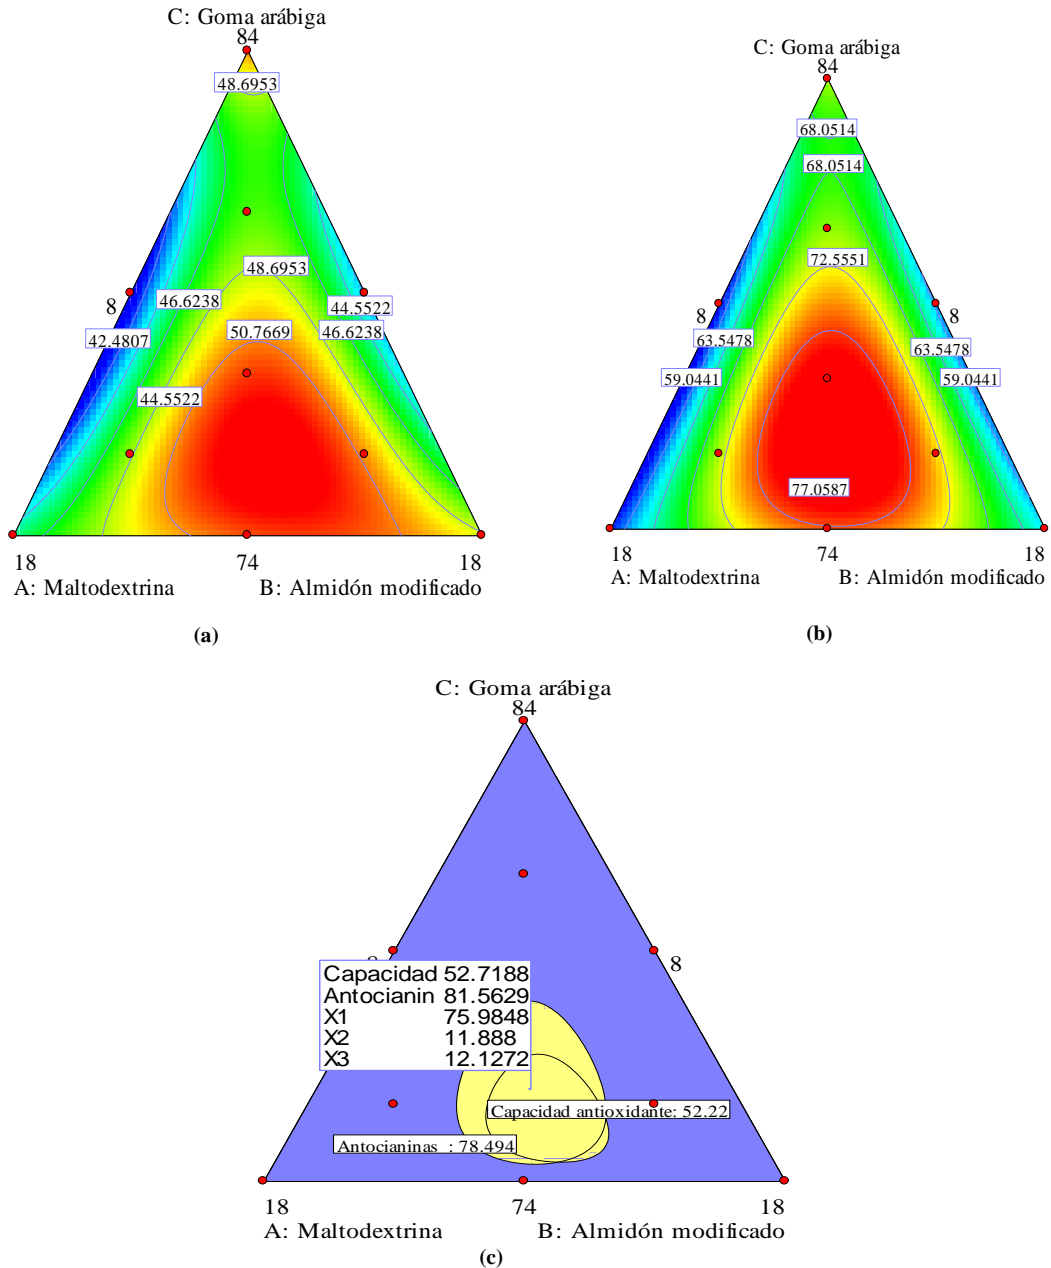 C: Goma arábiga
84
48.6953
48.6953
46.6238
44.5522
8
42.4807
50.7669
46.6238
44.5522
18
74
18
A: Maltodextrina
B: Almidón modificado
(a)
C: Goma arábiga
84
68.0514
68.0514
72.5551
8
8
63.5478
63.5478
59.0441
59.0441
77.0587
18
74
18
A: Maltodextrina
B: Almidón modificado
(b)
C: Goma arábiga
84
8
Capacidad 52.7188
Antocianin 81.5629
X1 75.9848
X2 11.888
X3 12.1272
Capacidad antioxidante: 52.22
Antocianinas : 78.494
18
74
18
A: Maltodextrina
B: Almidón modificado
(c)